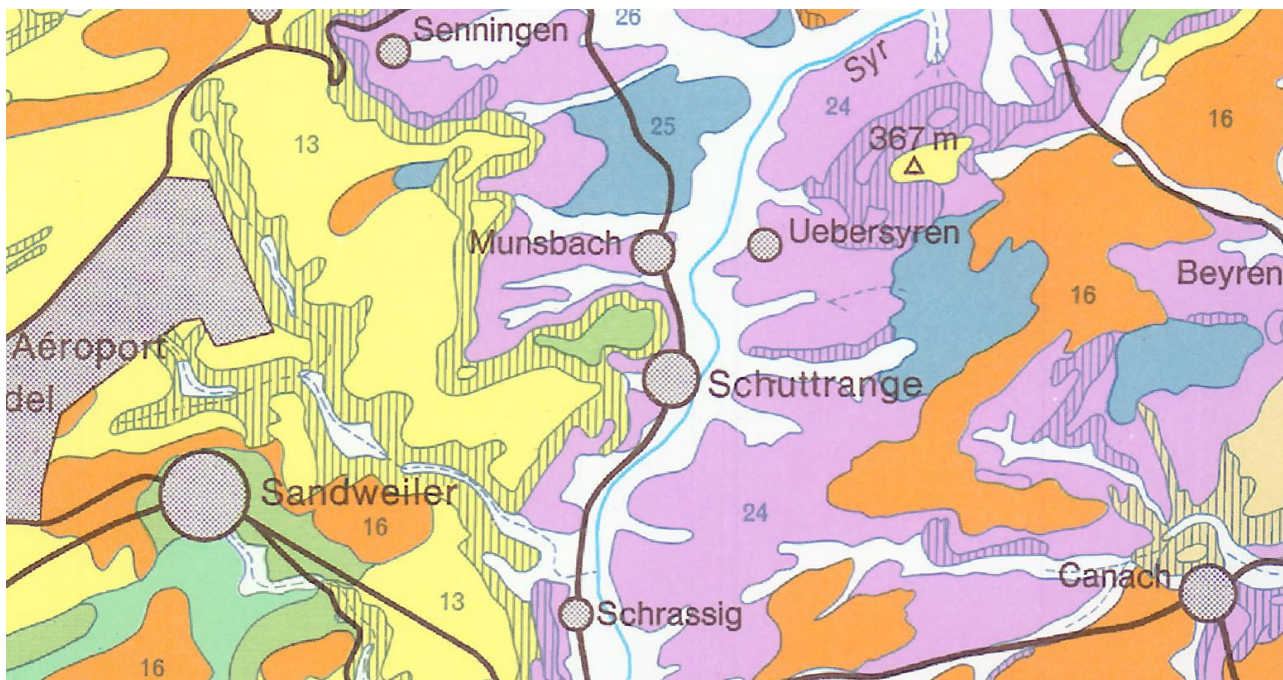 26
Senningen
Syr
24
25
16
13
367 m
Uebersyren
Munsbach
Beyren
16
Aéroport
Schuttrange
del
Sandweiler
16
24
Canach
13
Schrassig
16